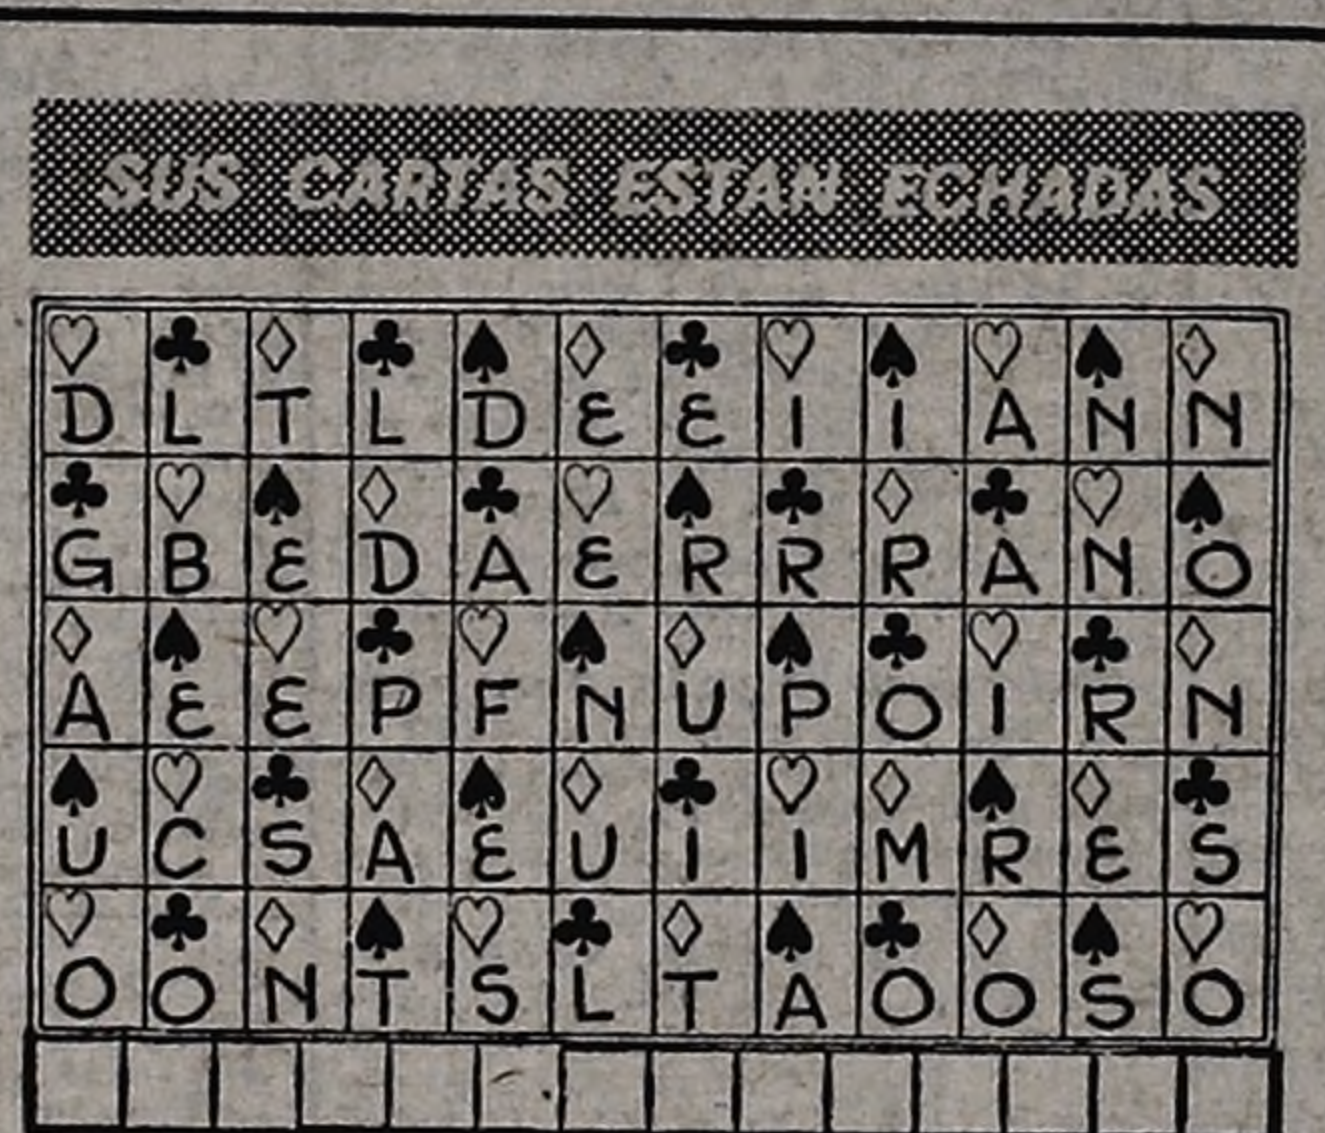 SUS CARTAS ESTAN ECHADAS
♡ ♣ ♢ ♣ ♠ ♢ ♣ ♡ ♠ ♡ ♠ ♢
D L T L D E E I I A N N
♣ ♡ ♠ ♢ ♣ ♡ ♠ ♣ ♢ ♣ ♡ ♠
G B E D A E R R R A N O
♢ ♠ ♡ ♣ ♡ ♠ ♢ ♠ ♣ ♡ ♣ ♢
A E E P F N U P O I R N
♠ ♡ ♣ ♢ ♠ ♢ ♣ ♡ ♢ ♠ ♢ ♣
U C S A E U I I M R E S
♡ ♣ ♢ ♠ ♡ ♣ ♢ ♠ ♣ ♢ ♠ ♡
O O N T S L T A O O S O